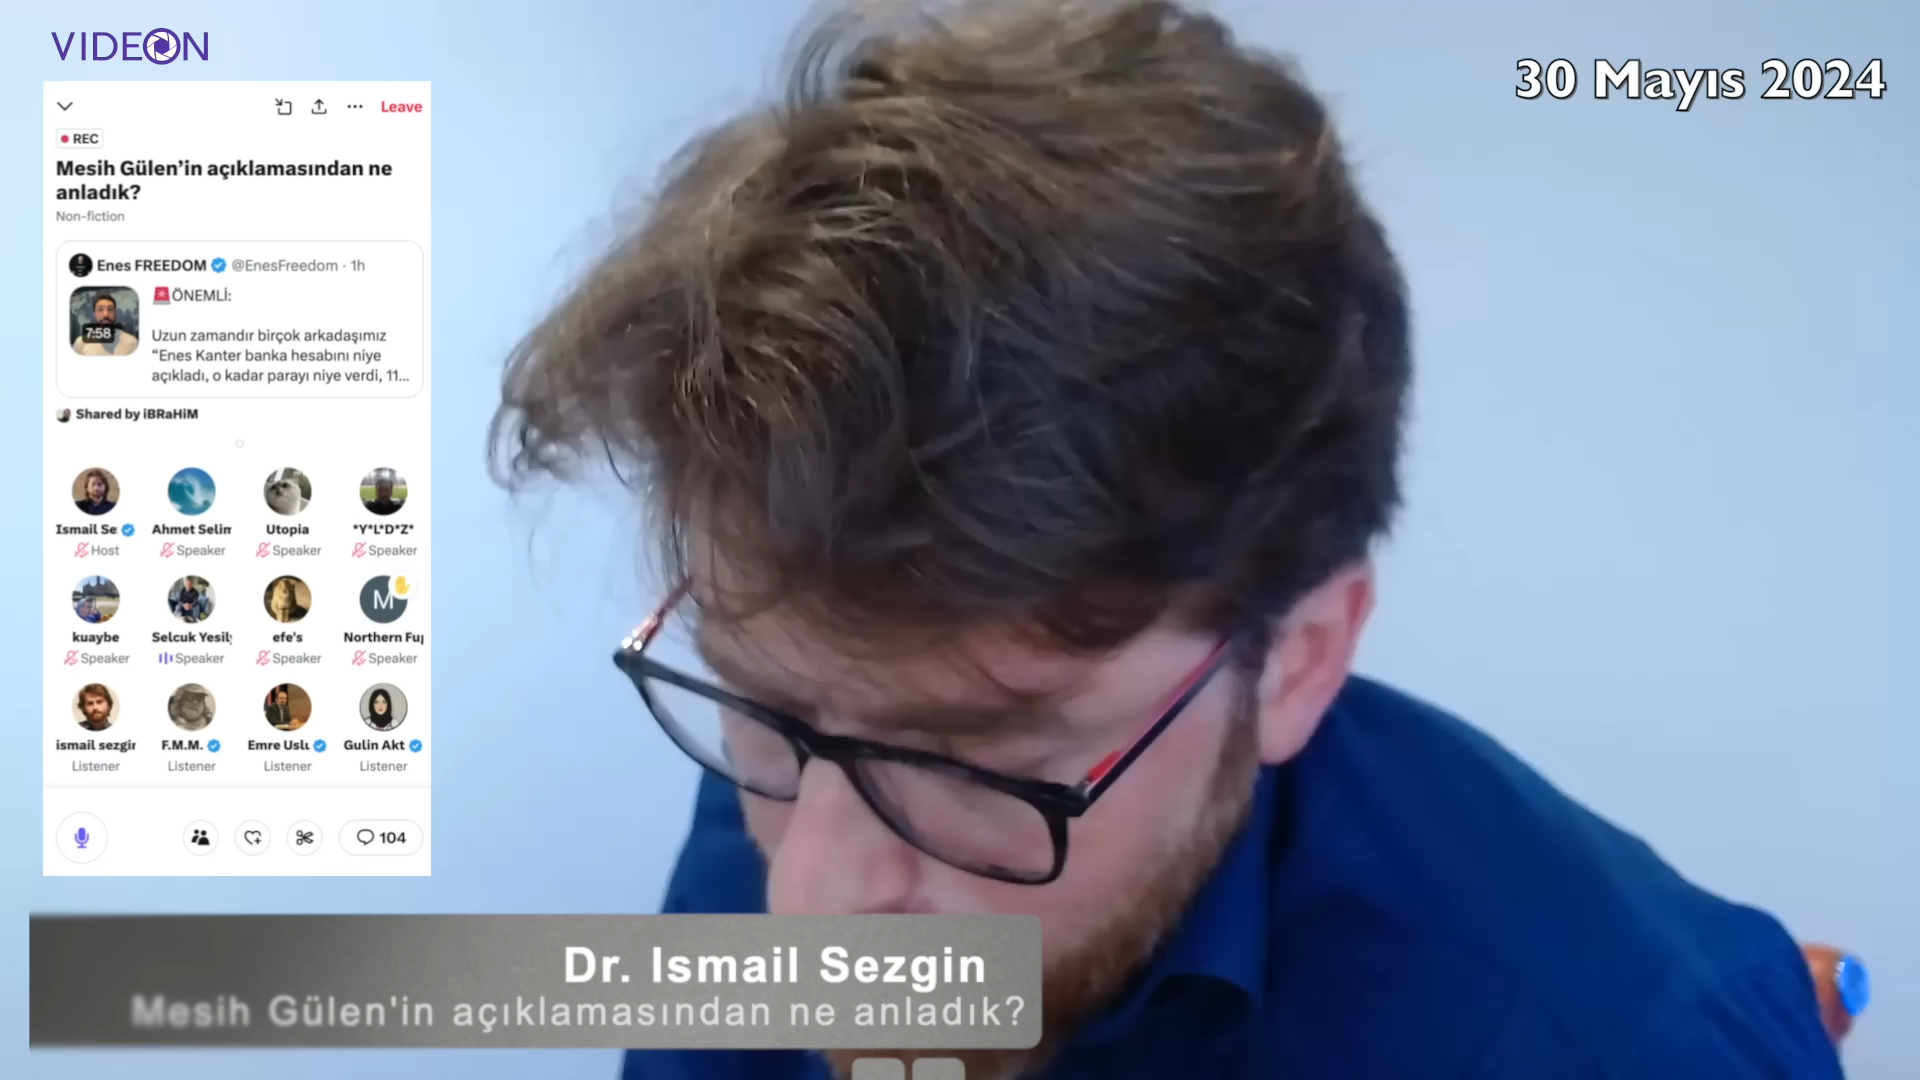 VIDEON
30 Mayıs 2024
Leave
REC
Mesih Gülen’in açıklamasından ne
anladık?
Non-fiction
Enes FREEDOM @EnesFreedom · 1h
🚨ÖNEMLİ:
Uzun zamandır birçok arkadaşımız
“Enes Kanter banka hesabını niye
açıkladı, o kadar parayı niye verdi, 11...
7:58
Shared by iBRaHiM
Ismail Se Ahmet Selim Utopia *Y*L*D*Z*
Host Speaker Speaker Speaker
M
kuaybe Selcuk Yesil efe's Northern Fu
Speaker Speaker Speaker Speaker
ismail sezgin F.M.M. Emre Uslu Gulin Akt
Listener Listener Listener Listener
104
Dr. Ismail Sezgin
Mesih Gülen'in açıklamasından ne anladık?